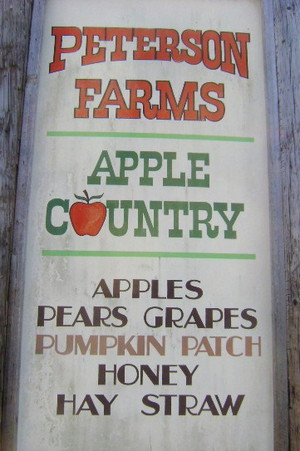 PETERSON
FARMS
APPLE
COUNTRY
APPLES
PEARS GRAPES
PUMPKIN PATCH
HONEY
HAY STRAW